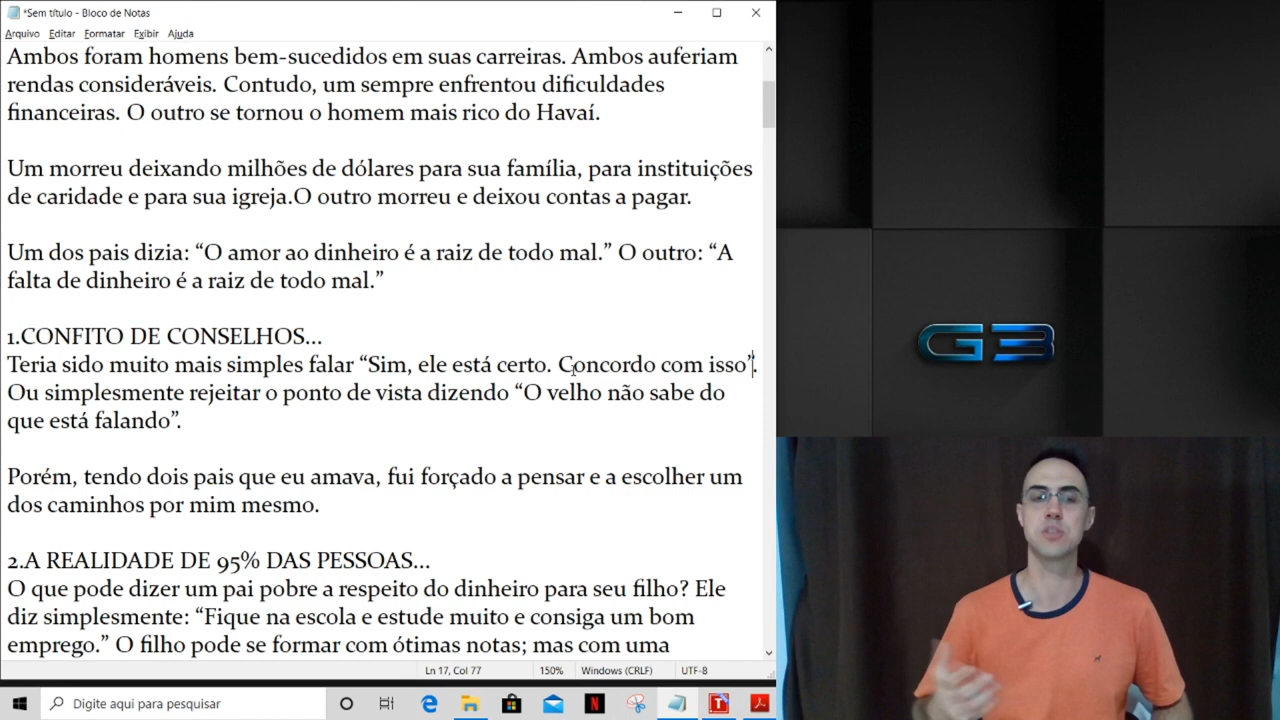 *Sem título - Bloco de Notas
Arquivo Editar Formatar Exibir Ajuda
Ambos foram homens bem-sucedidos em suas carreiras. Ambos auferiam
rendas consideráveis. Contudo, um sempre enfrentou dificuldades
financeiras. O outro se tornou o homem mais rico do Havaí.
Um morreu deixando milhões de dólares para sua família, para instituições
de caridade e para sua igreja.O outro morreu e deixou contas a pagar.
Um dos pais dizia: “O amor ao dinheiro é a raiz de todo mal.” O outro: “A
falta de dinheiro é a raiz de todo mal.”
1.CONFITO DE CONSELHOS...
Teria sido muito mais simples falar “Sim, ele está certo. Concordo com isso”.
Ou simplesmente rejeitar o ponto de vista dizendo “O velho não sabe do
que está falando”.
Porém, tendo dois pais que eu amava, fui forçado a pensar e a escolher um
dos caminhos por mim mesmo.
2.A REALIDADE DE 95% DAS PESSOAS...
O que pode dizer um pai pobre a respeito do dinheiro para seu filho? Ele
diz simplesmente: “Fique na escola e estude muito e consiga um bom
emprego.” O filho pode se formar com ótimas notas; mas com uma
Ln 17, Col 77 150% Windows (CRLF) UTF-8
Digite aqui para pesquisar
G3